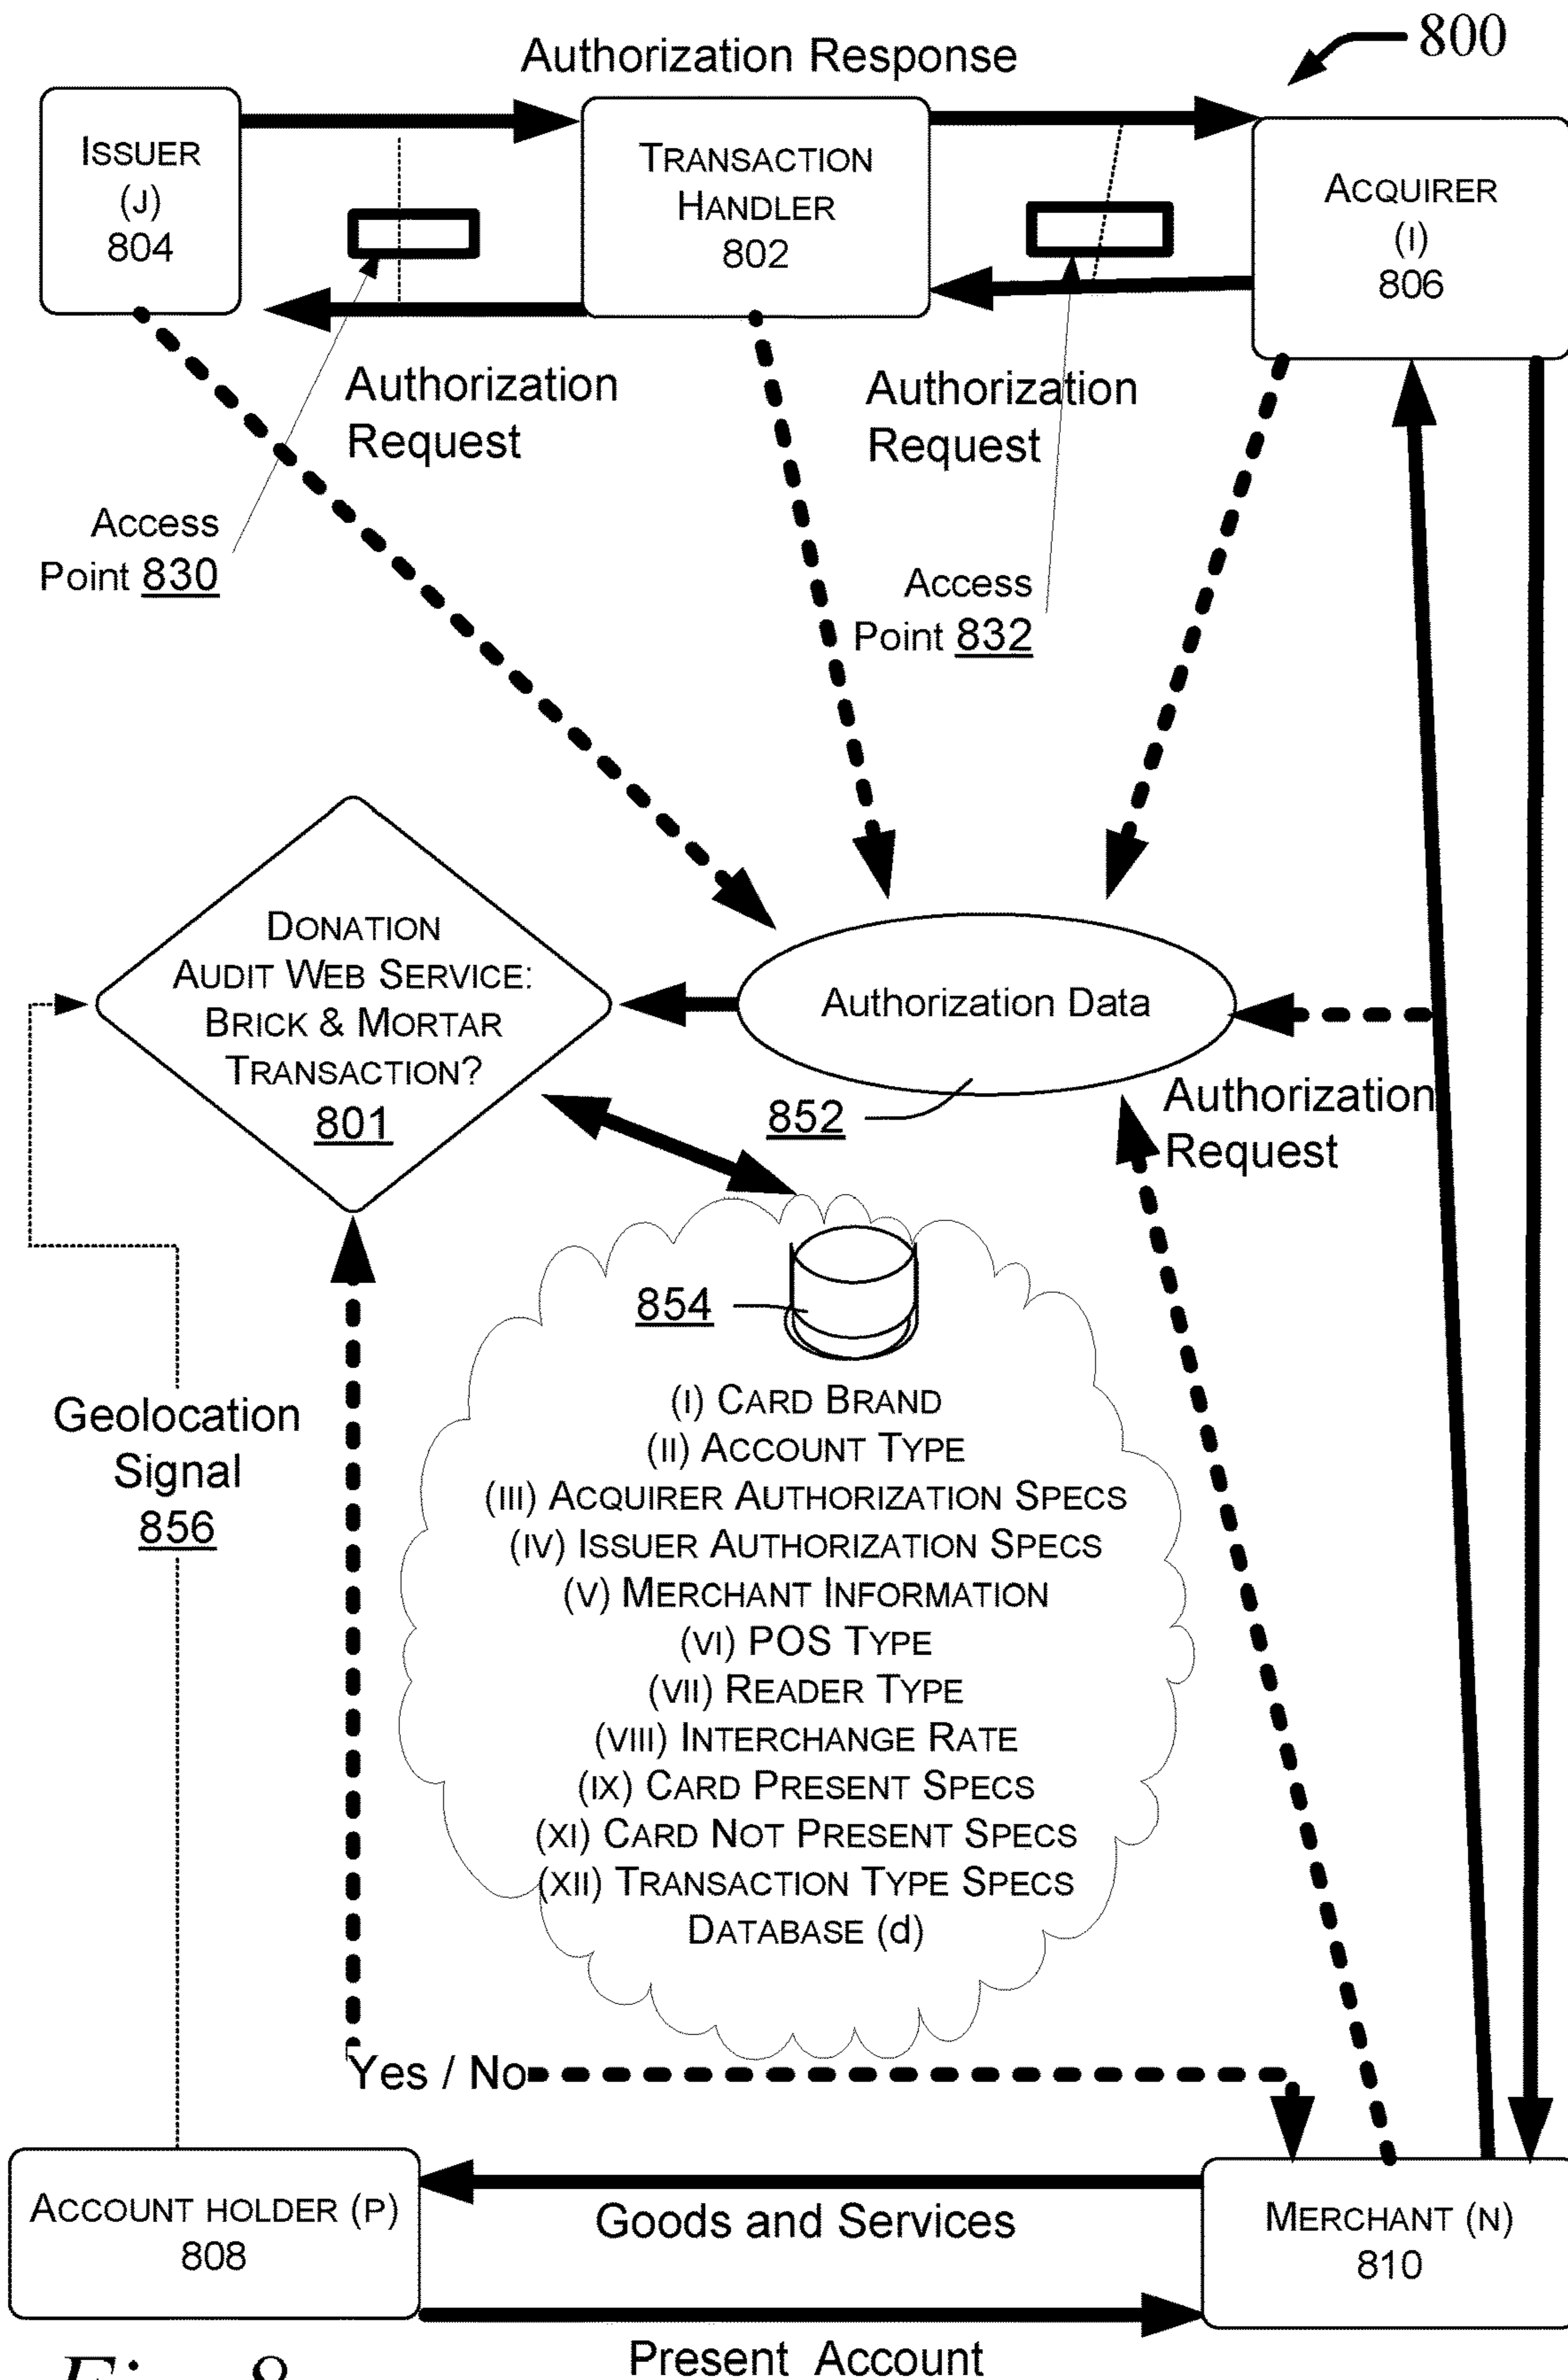 Authorization Response
800
ISSUER
(J)
804
TRANSACTION
HANDLER
802
ACQUIRER
(I)
806
Authorization
Request
Authorization
Request
Access
Point 830
Access
Point 832
DONATION
AUDIT WEB SERVICE:
BRICK & MORTAR
TRANSACTION?
801
Authorization Data
852
Authorization
Request
854
(I) CARD BRAND
(II) ACCOUNT TYPE
(III) ACQUIRER AUTHORIZATION SPECS
(IV) ISSUER AUTHORIZATION SPECS
(V) MERCHANT INFORMATION
(VI) POS TYPE
(VII) READER TYPE
(VIII) INTERCHANGE RATE
(IX) CARD PRESENT SPECS
(XI) CARD NOT PRESENT SPECS
(XII) TRANSACTION TYPE SPECS
DATABASE (d)
Geolocation
Signal
856
Yes / No
ACCOUNT HOLDER (P)
808
Goods and Services
MERCHANT (N)
810
Present Account
Fig. 8